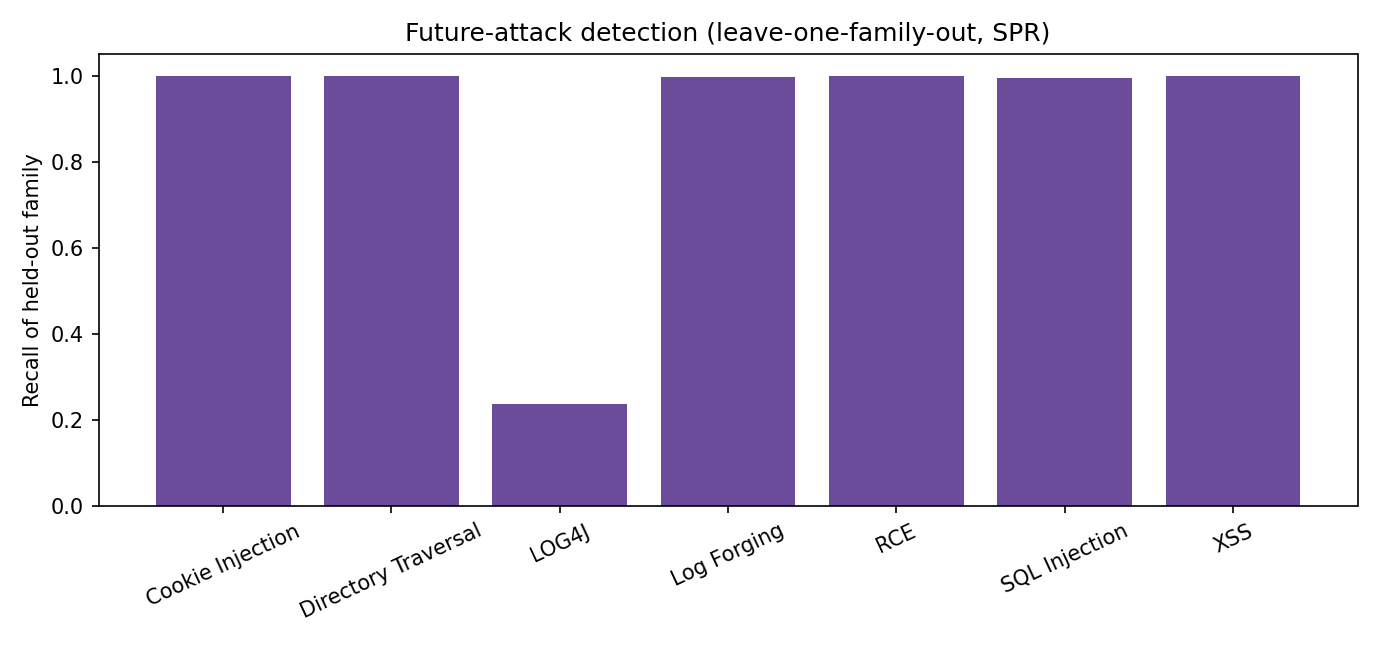 Future-attack detection (leave-one-family-out, SPR)
Recall of held-out family
1.0
0.8
0.6
0.4
0.2
0.0
Cookie Injection
Directory Traversal
LOG4J
Log Forging
RCE
SQL Injection
XSS